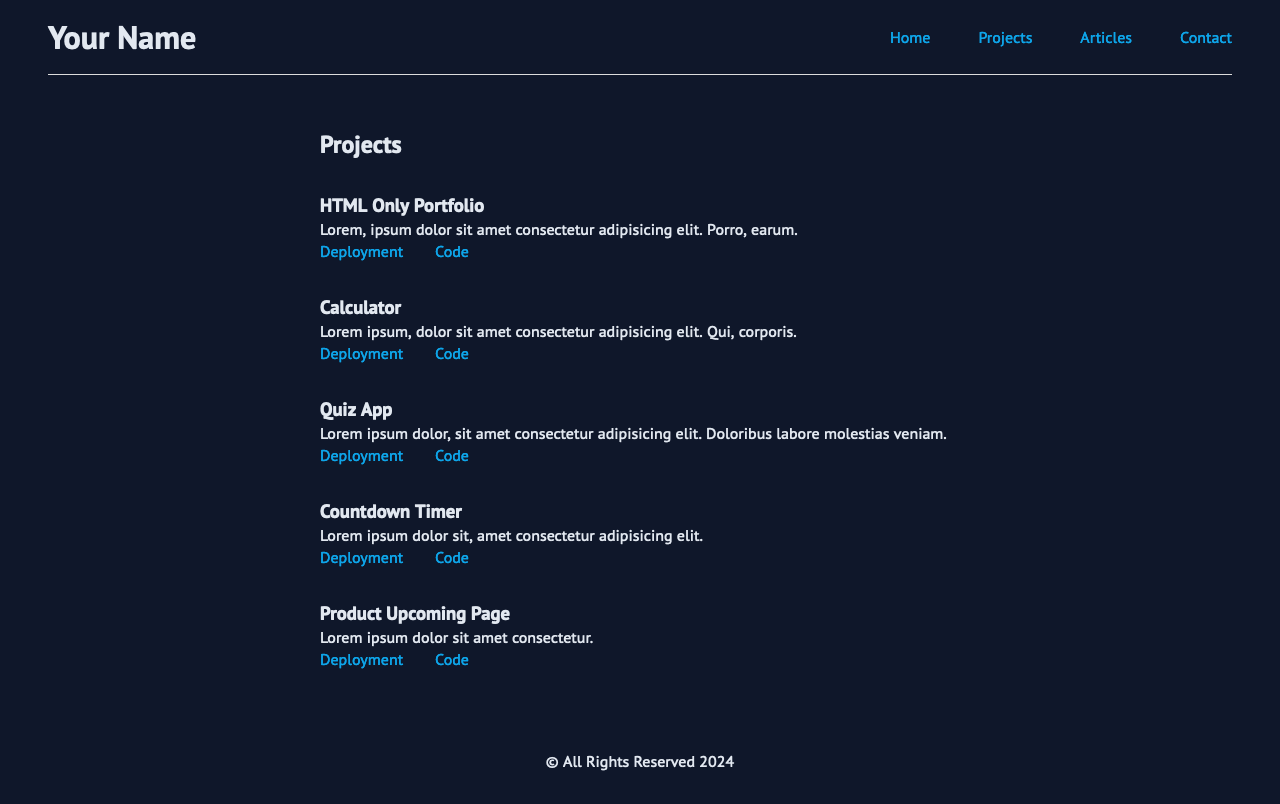 Your Name
Home Projects Articles Contact
Projects
HTML Only Portfolio
Lorem, ipsum dolor sit amet consectetur adipisicing elit. Porro, earum.
Deployment Code
Calculator
Lorem ipsum, dolor sit amet consectetur adipisicing elit. Qui, corporis.
Deployment Code
Quiz App
Lorem ipsum dolor, sit amet consectetur adipisicing elit. Doloribus labore molestias veniam.
Deployment Code
Countdown Timer
Lorem ipsum dolor sit, amet consectetur adipisicing elit.
Deployment Code
Product Upcoming Page
Lorem ipsum dolor sit amet consectetur.
Deployment Code
© All Rights Reserved 2024